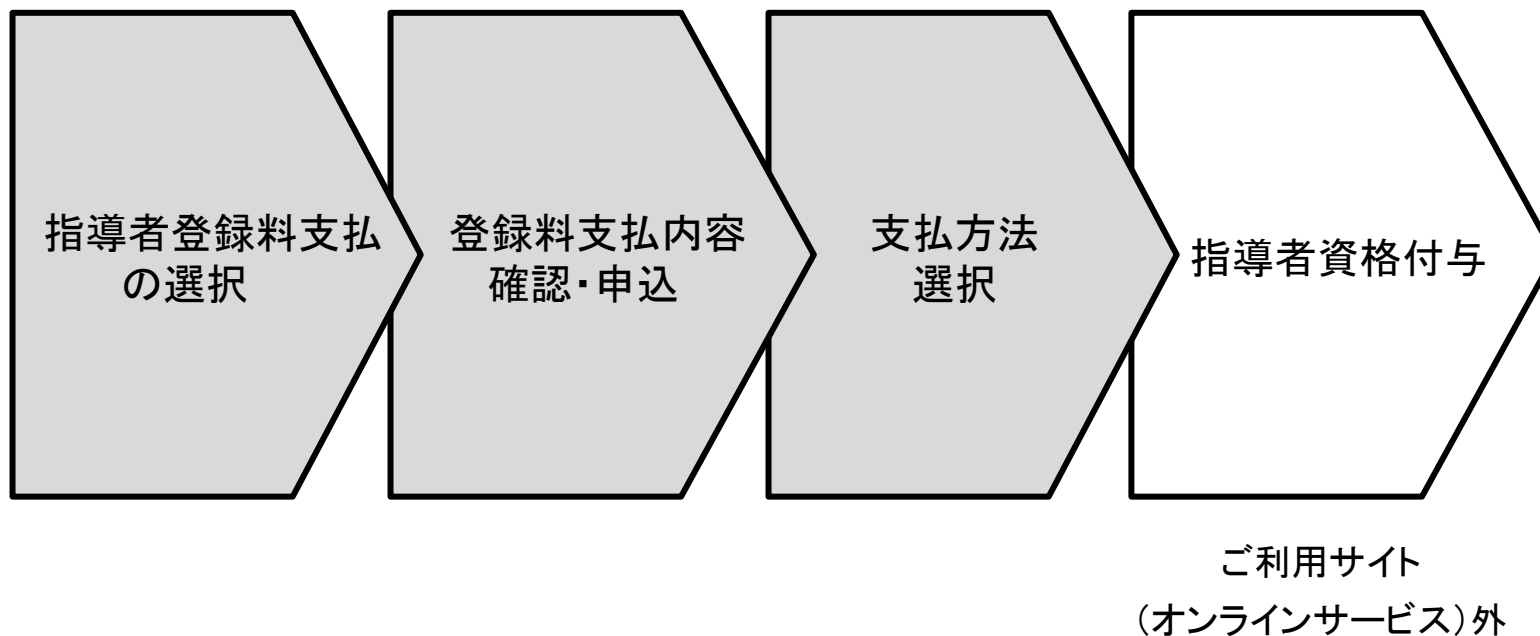 指導者登録料支払
の選択
登録料支払内容
確認・申込
支払方法
選択
指導者資格付与
ご利用サイト
（オンラインサービス）外